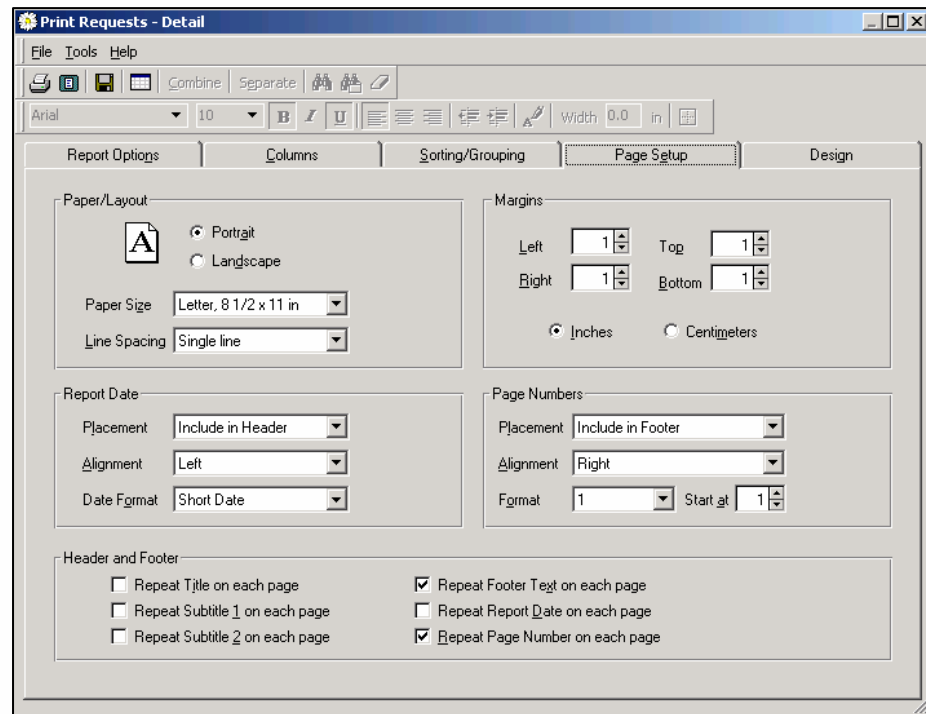 Print Requests - Detail
File Tools Help
Combine Separate
Arial 10 B I U A Width 0.0 in
Report Options Columns Sorting/Grouping Page Setup Design
Paper/Layout
A
Portrait
Landscape
Paper Size Letter, 8 1/2 x 11 in
Line Spacing Single line
Margins
Left 1 Top 1
Right 1 Bottom 1
Inches Centimeters
Report Date
Placement Include in Header
Alignment Left
Date Format Short Date
Page Numbers
Placement Include in Footer
Alignment Right
Format 1 Start at 1
Header and Footer
Repeat Title on each page
Repeat Subtitle 1 on each page
Repeat Subtitle 2 on each page
Repeat Footer Text on each page
Repeat Report Date on each page
Repeat Page Number on each page